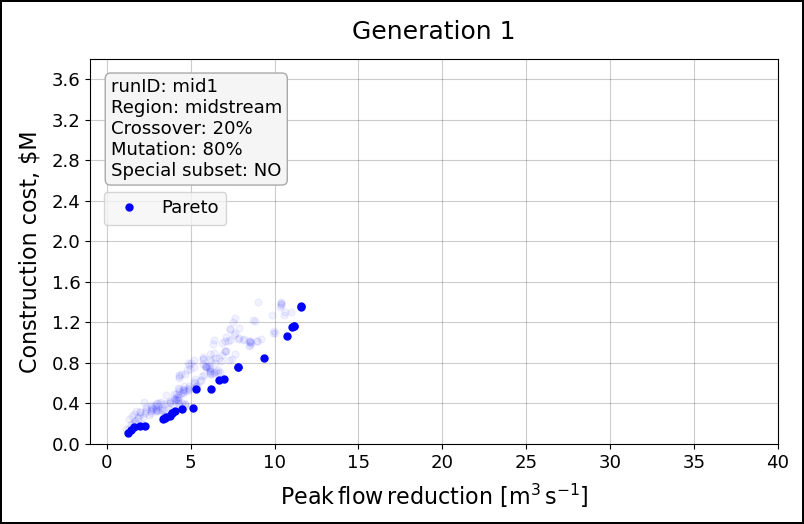 Generation 1
Construction cost, $M
3.6
3.2
2.8
2.4
2.0
1.6
1.2
0.8
0.4
0.0
runID: mid1
Region: midstream
Crossover: 20%
Mutation: 80%
Special subset: NO
Pareto
0 5 10 15 20 25 30 35 40
Peak flow reduction [m³ s⁻¹]